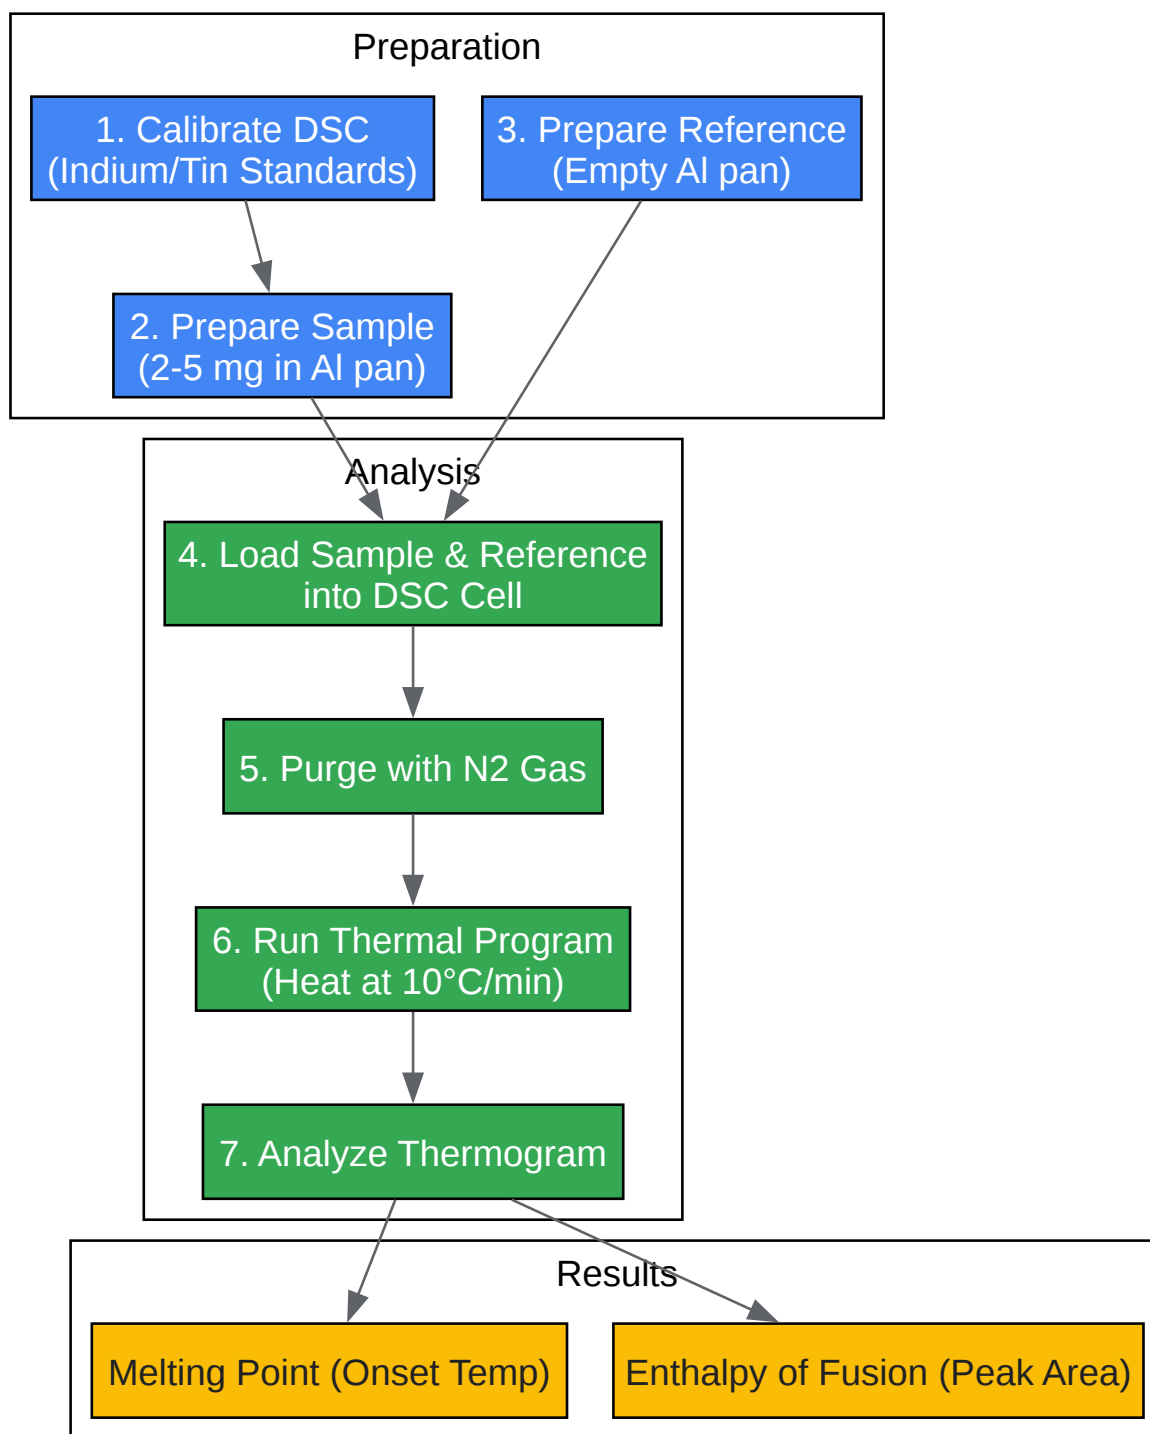 Preparation
1. Calibrate DSC
(Indium/Tin Standards)
3. Prepare Reference
(Empty Al pan)
2. Prepare Sample
(2-5 mg in Al pan)
Analysis
4. Load Sample & Reference
into DSC Cell
5. Purge with N2 Gas
6. Run Thermal Program
(Heat at 10°C/min)
7. Analyze Thermogram
Results
Melting Point (Onset Temp)
Enthalpy of Fusion (Peak Area)